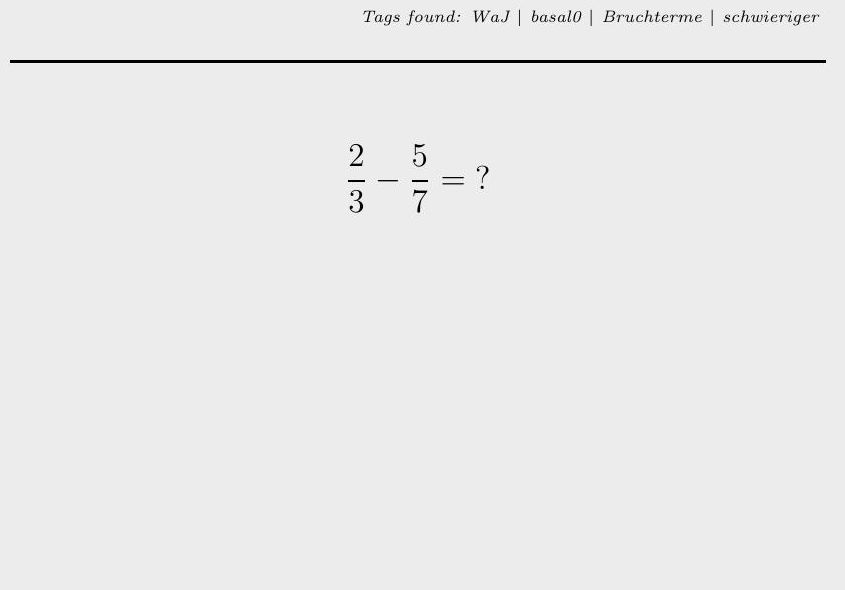 Tags found: WaJ | basal0 | Bruchterme | schwieriger
2/3 − 5/7 = ?